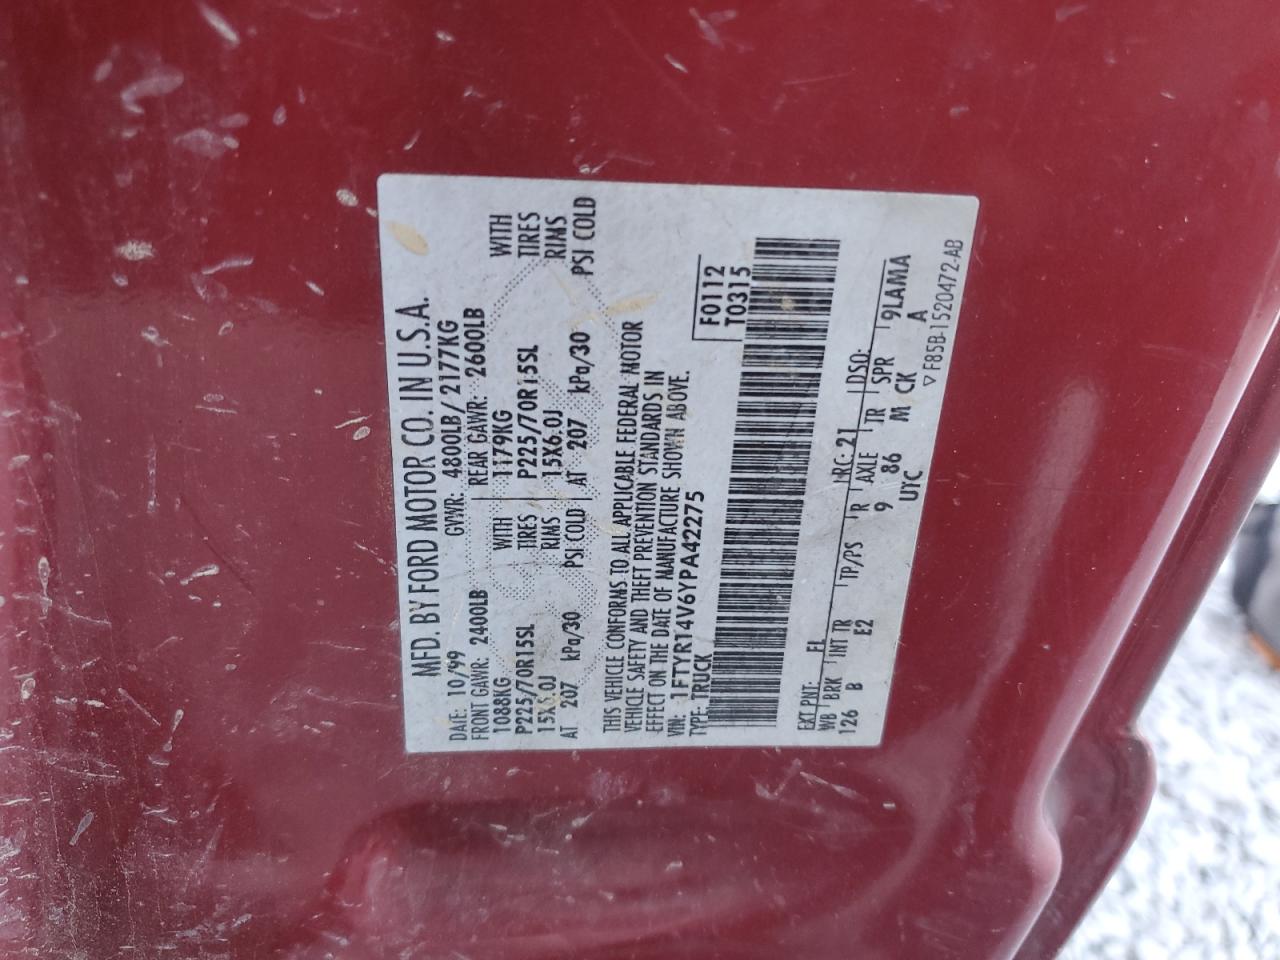 MFD. BY FORD MOTOR CO. IN U.S.A.
DATE: 10/99 GVWR: 4800LB/ 2177KG
FRONT GAWR: 2400LB REAR GAWR: 2600LB
1088KG WITH 1179KG WITH
P225/70R15SL TIRES P225/70R15SL TIRES
15X6.0J RIMS 15X6.0J RIMS
AT 207 kPa/30 PSI COLD AT 207 kPa/30 PSI COLD
THIS VEHICLE CONFORMS TO ALL APPLICABLE FEDERAL MOTOR
VEHICLE SAFETY AND THEFT PREVENTION STANDARDS IN
EFFECT ON THE DATE OF MANUFACTURE SHOWN ABOVE.
VIN: 1FTYR14V6YPA42275
TYPE: TRUCK
F0112
T0315
EXT PNT: FL RC: 21 DSO:
WB BRK INT TR TP/PS R AXLE TR SPR 9LAMA
126 B E2 9 86 M CK A
UTC
▽ F85B-1520472-AB